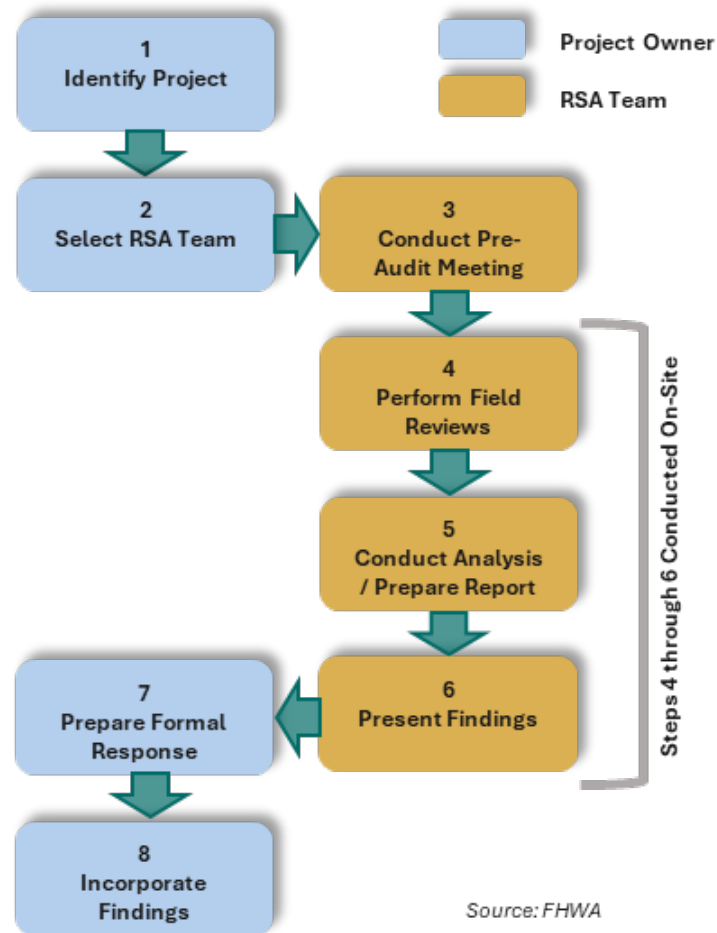 1
Identify Project
Project Owner
RSA Team
2
Select RSA Team
3
Conduct Pre-
Audit Meeting
4
Perform Field
Reviews
5
Conduct Analysis
/ Prepare Report
6
Present Findings
Steps 4 through 6 Conducted On-Site
7
Prepare Formal
Response
8
Incorporate
Findings
Source: FHWA